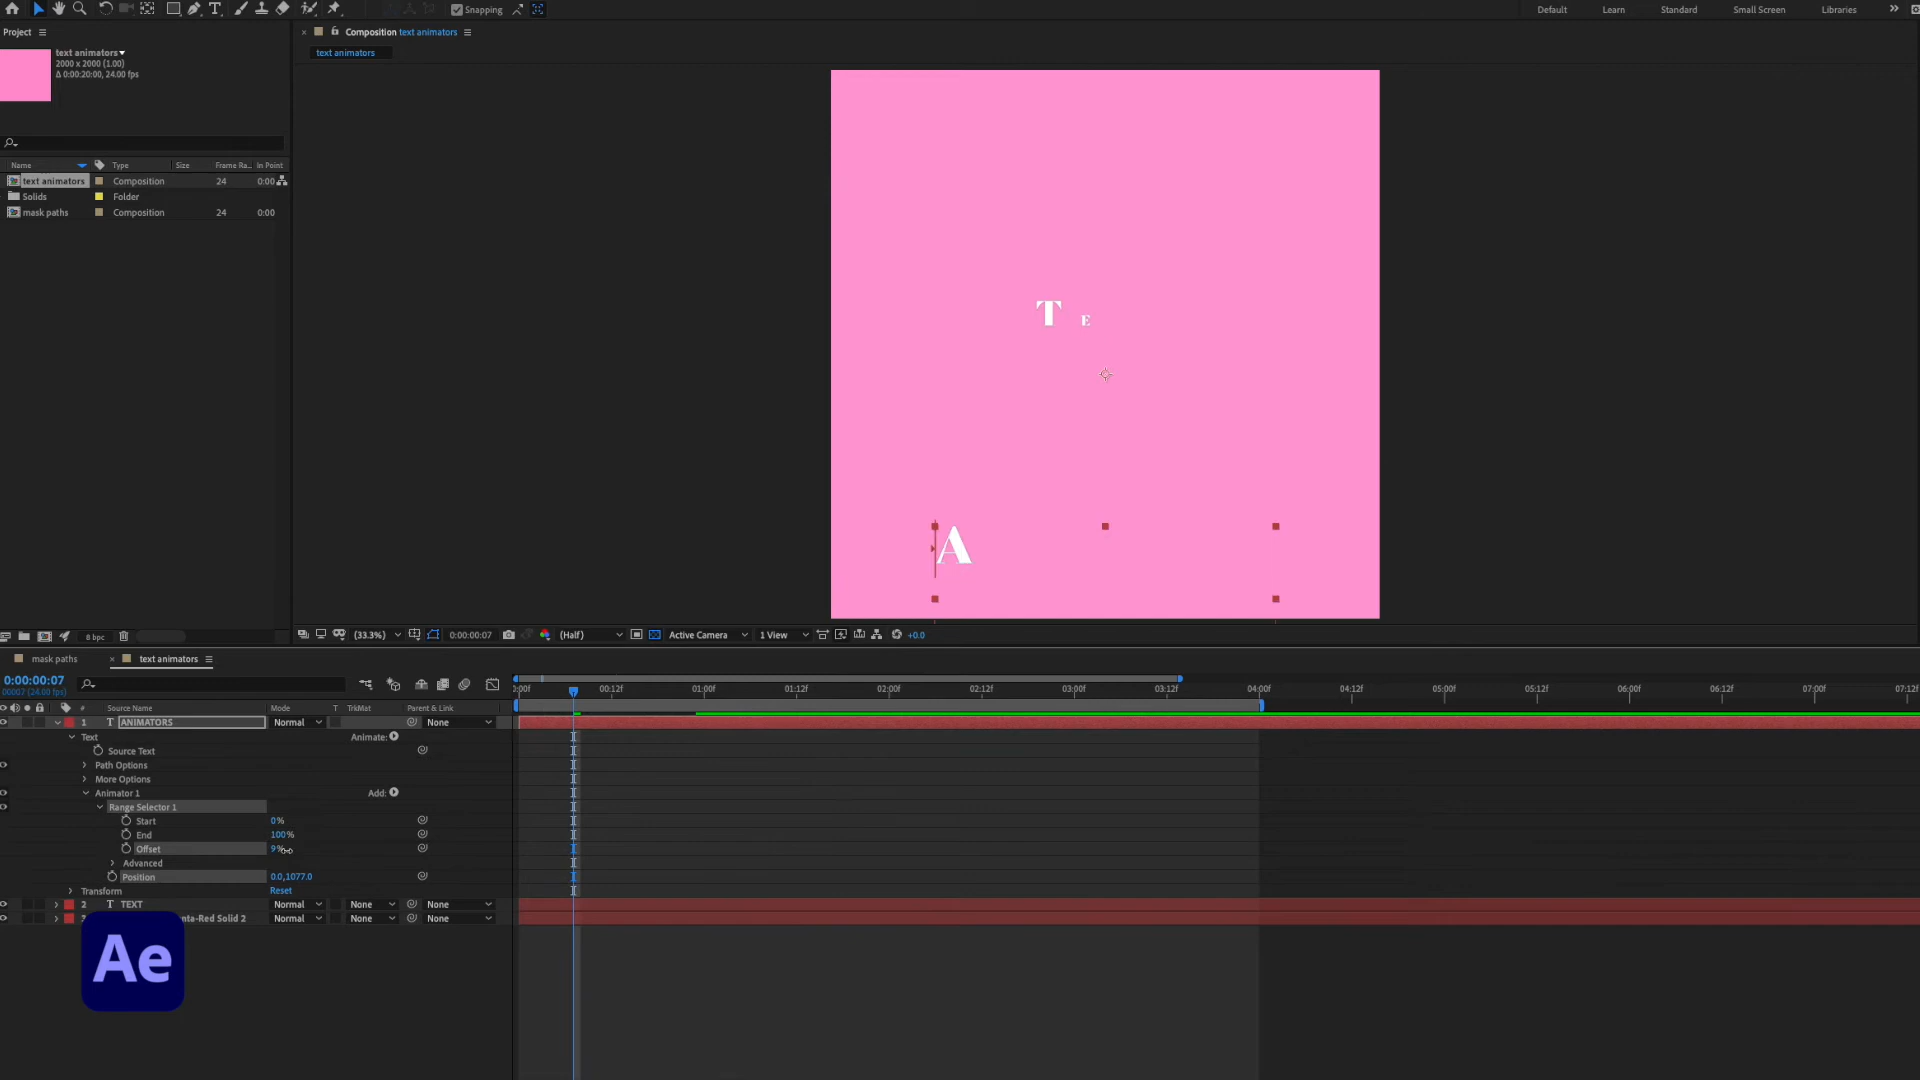 Snapping
Default
Learn
Standard
Small Screen
Libraries
Project
Composition text animators
text animators
2000 x 2000 (1.00)
Δ 0:00:20:00, 24.00 fps
text animators
Name
Type
Size
Frame Ra...
In Point
text animators
Composition
24
0:00
Solids
Folder
mask paths
Composition
24
0:00
T E
A
8 bpc
(33.3%)
0:00:00:07
(Half)
Active Camera
1 View
+0.0
mask paths
text animators
0:00:00:07
00007 (24.00 fps)
0:00f
00:12f
01:00f
01:12f
02:00f
02:12f
03:00f
03:12f
04:00f
04:12f
05:00f
05:12f
06:00f
06:12f
07:00f
07:12f
#
Source Name
Mode
T
TrkMat
Parent & Link
1 T ANIMATORS
Normal
None
Text
Animate:
Source Text
Path Options
More Options
Animator 1
Add:
Range Selector 1
Start
0%
End
100%
Offset
9%
Advanced
Position
0.0,1077.0
Transform
Reset
2 T TEXT
Normal
None
None
nta-Red Solid 2
Normal
None
None
Ae